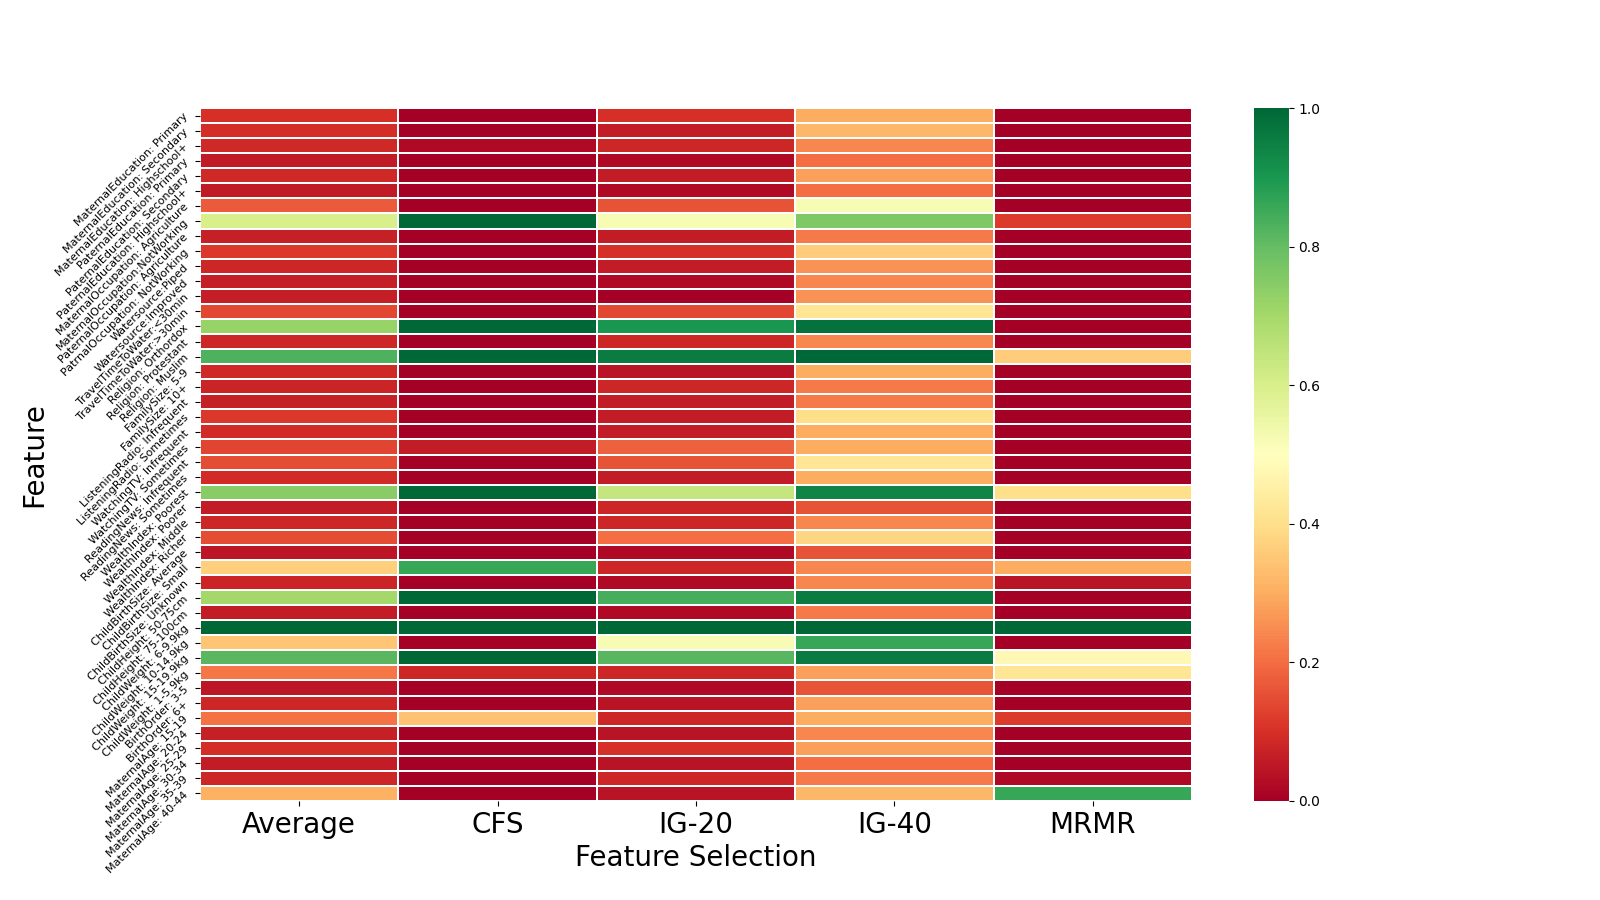 MaternalEducation: Primary
MaternalEducation: Secondary
MaternalEducation: Highschool+
PaternalEducation: Primary
PaternalEducation: Secondary
PaternalEducation: Highschool+
MaternalOccupation: Agriculture
MaternalOccupation:NotWorking
PaternalOccupation: Agriculture
PatrnalOccupation: NotWorking
Watersource:Piped
Watersource:Improved
TravelTimeToWater:<30min
TravelTimeToWater:>30min
Religion: Orthordox
Religion: Protestant
Religion: Muslim
FamilySize: 5-9
FamilySize: 10+
ListeningRadio: Infrequent
ListeningRadio: Sometimes
WatchingTV: Infrequent
WatchingTV: Sometimes
ReadingNews: Infrequent
ReadingNews: Sometimes
WealthIndex: Poorest
WealthIndex: Poorer
WealthIndex: Middle
WealthIndex: Richer
ChildBirthSize: Average
ChildBirthSize: Small
ChildBirthSize: Unknown
ChildHeight: 50-75cm
ChildHeight: 75-100cm
ChildWeight: 6-9.9kg
ChildWeight: 10-14.9kg
ChildWeight: 15-19.9kg
ChildWeight: 1-5.9kg
BirthOrder: 3-5
BirthOrder: 6+
MaternalAge: 15-19
MaternalAge: 20-24
MaternalAge: 25-29
MaternalAge: 30-34
MaternalAge: 35-39
MaternalAge: 40-44
Feature
Average CFS IG-20 IG-40 MRMR
Feature Selection
1.0
0.8
0.6
0.4
0.2
0.0